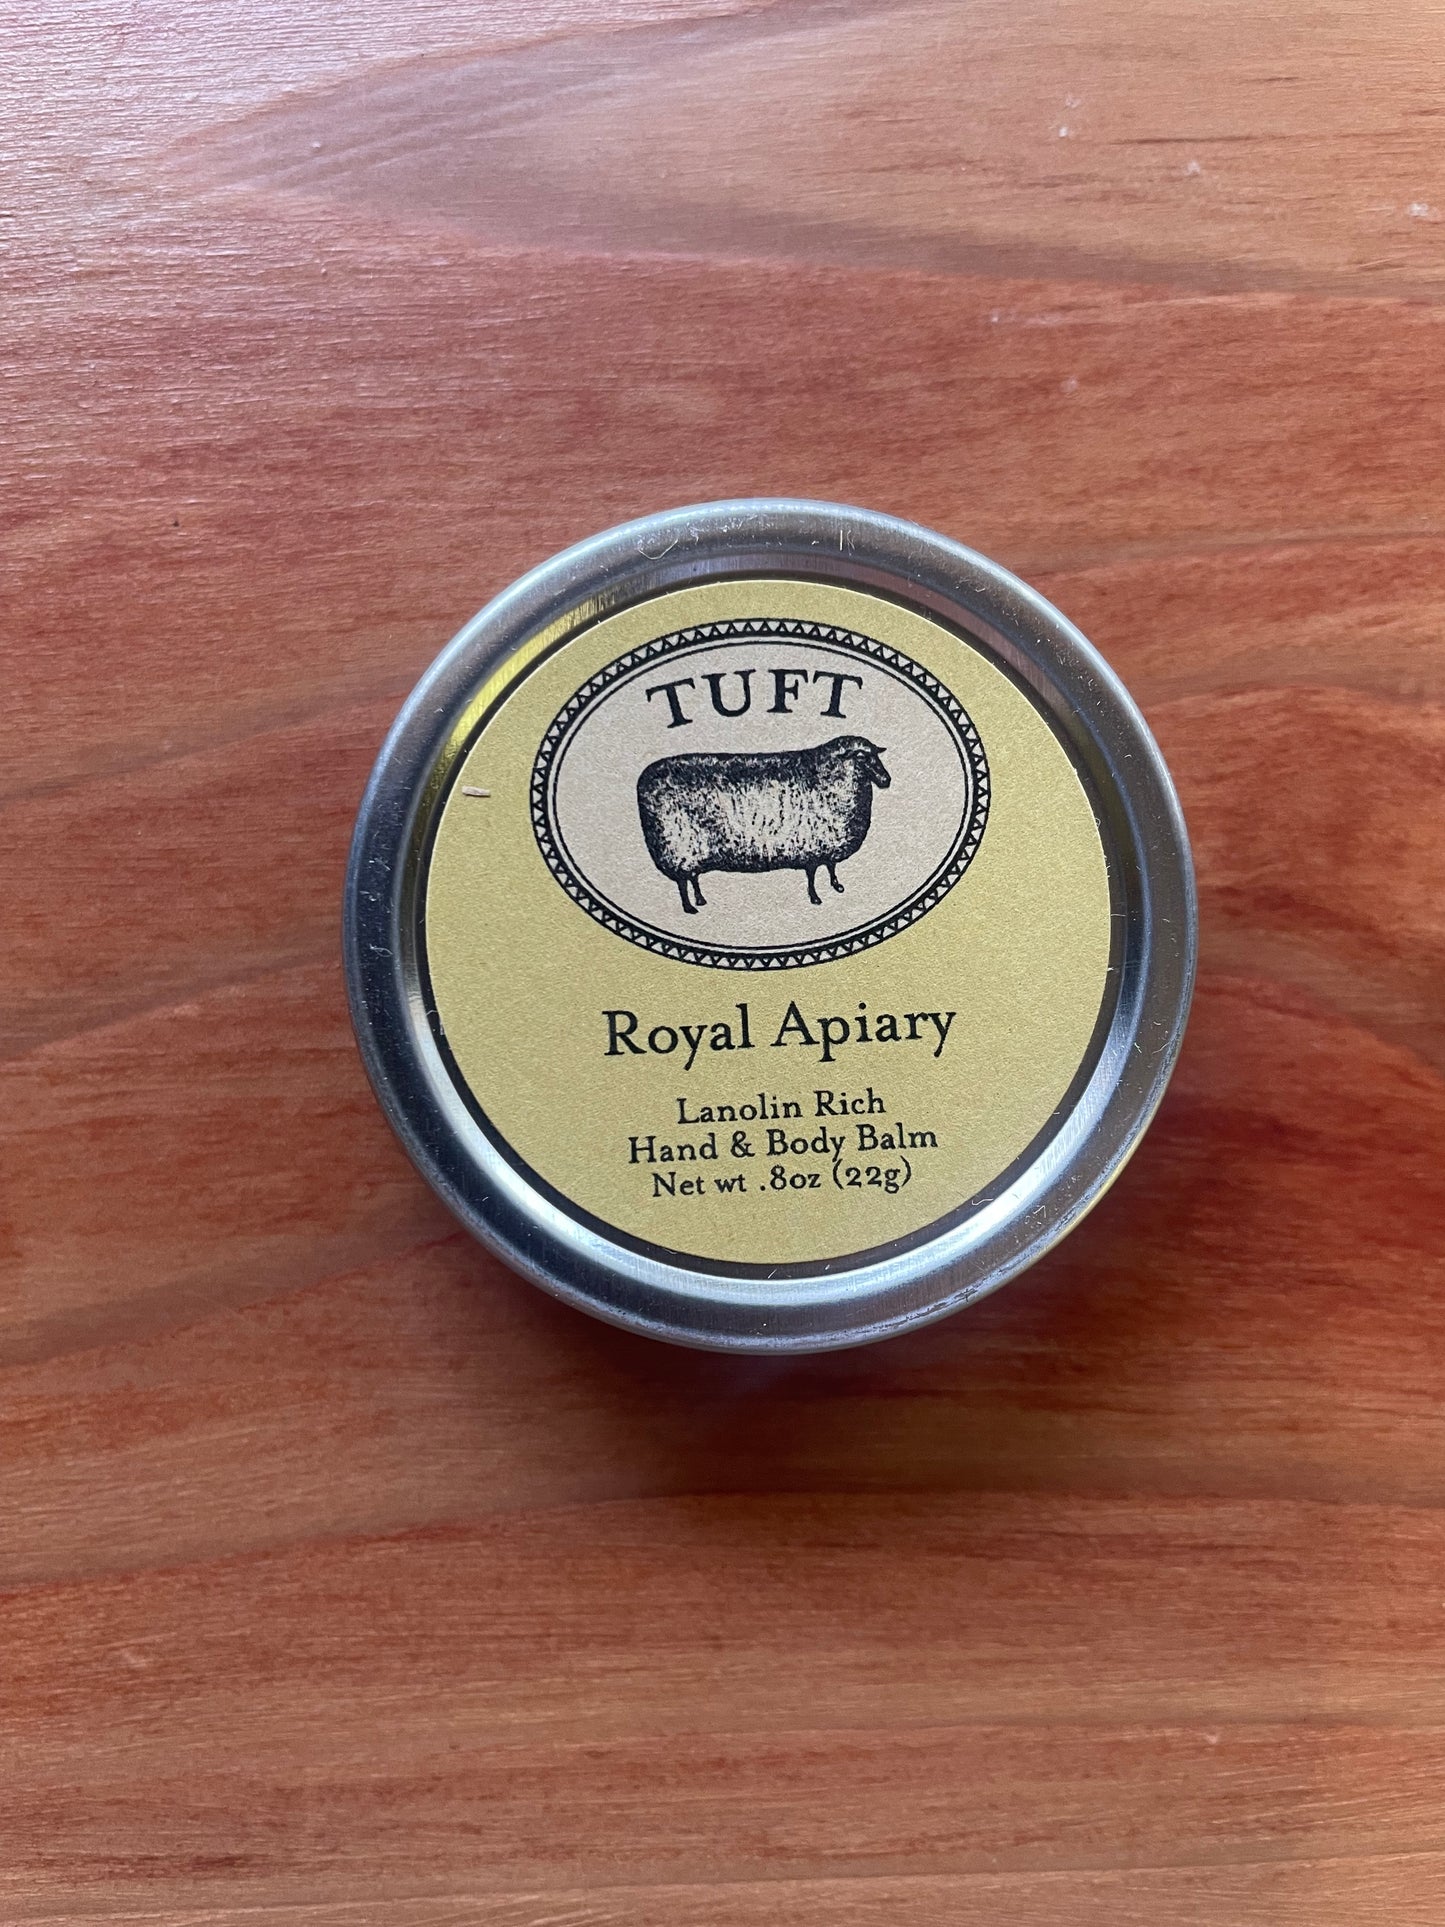 TUFT
Royal Apiary
Lanolin Rich
Hand & Body Balm
Net wt .8oz (22g)